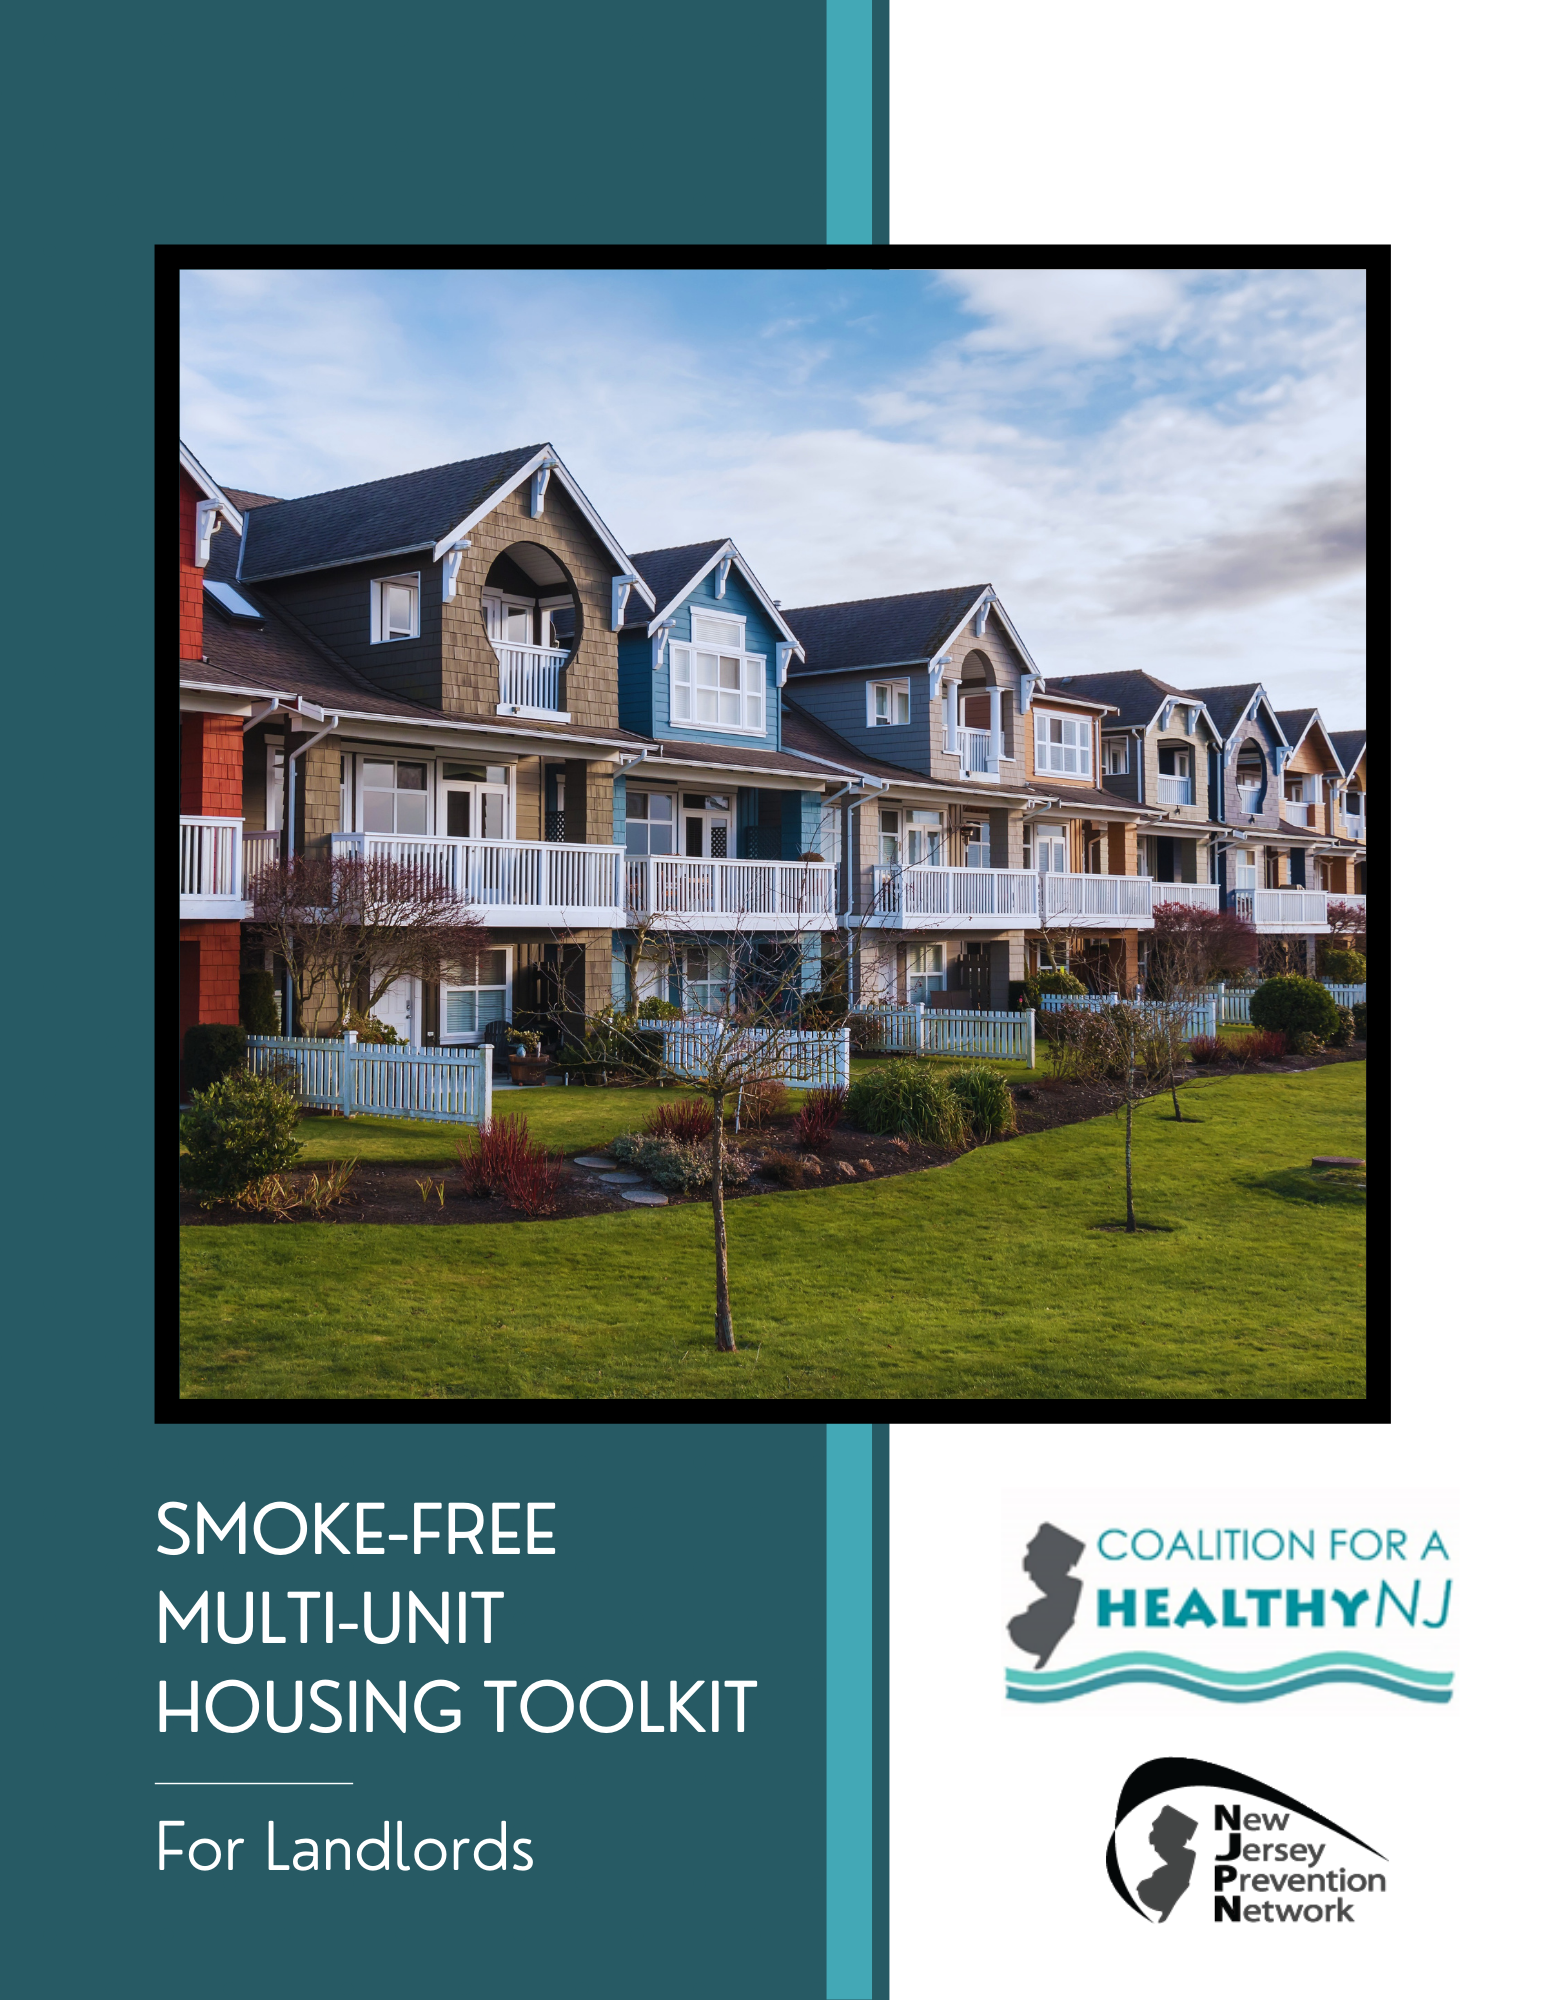 SMOKE-FREE
MULTI-UNIT
HOUSING TOOLKIT
For Landlords
COALITION FOR A
HEALTHY NJ
New
Jersey
Prevention
Network